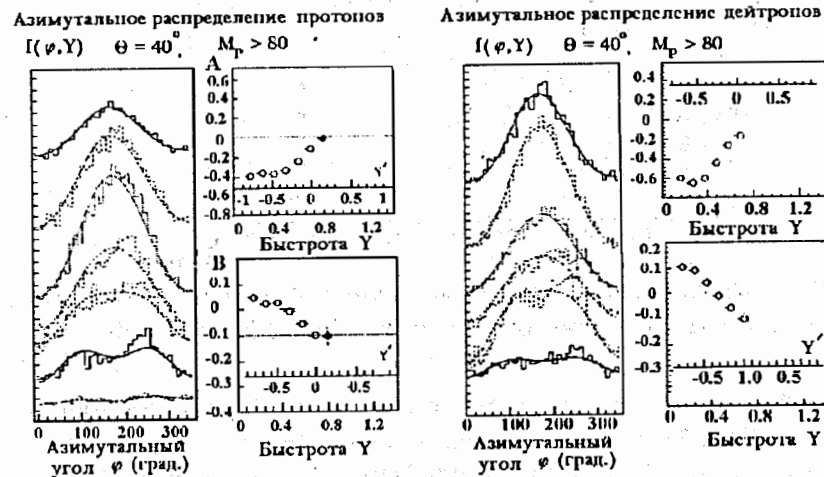 Азимутальное распределение протонов
f(φ,Y) Θ = 40°, Mp > 80
A
0.6
0.4
0.2
0
-0.2
-0.4
-0.6
-0.8
-1 -0.5 0 0.5 1
Y'
0 0.4 0.8 1.2
Быстрота Y
B
0.1
0
-0.1
-0.2
-0.3
-0.4
Y'
-0.5 0 0.5
0 0.4 0.8 1.2
Быстрота Y
0 100 200 300
Азимутальный
угол φ (град.)
Азимутальное распределение дейтронов
f(φ,Y) Θ = 40°, Mp > 80
0.4
0.2
0
-0.2
-0.4
-0.6
-0.5 0 0.5
0 0.4 0.8 1.2
Быстрота Y
0.2
0.1
0
-0.1
-0.2
-0.3
Y'
-0.5 1.0 0.5
0 0.4 0.8 1.2
Быстрота Y
0 100 200 300
Азимутальный
угол φ (град.)